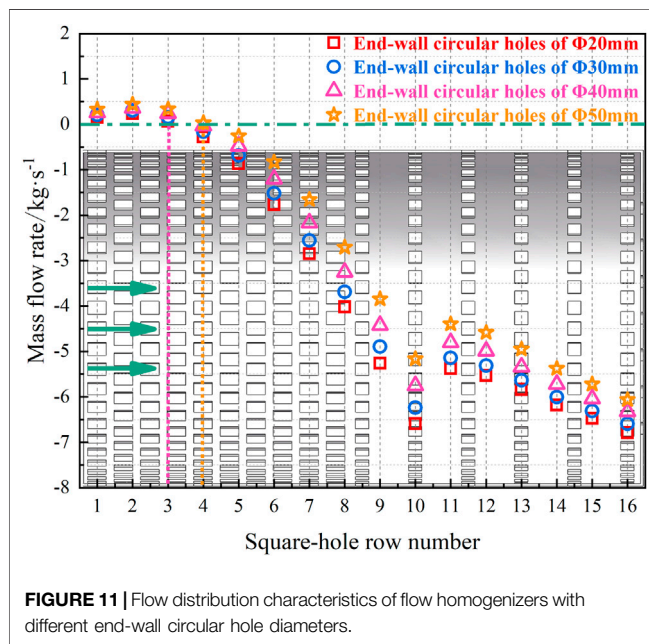 End-wall circular holes of Φ20mm
End-wall circular holes of Φ30mm
End-wall circular holes of Φ40mm
End-wall circular holes of Φ50mm
2
1
0
-1
-2
-3
-4
-5
-6
-7
-8
Mass flow rate/kg·s⁻¹
1 2 3 4 5 6 7 8 9 10 11 12 13 14 15 16
Square-hole row number
FIGURE 11 | Flow distribution characteristics of flow homogenizers with
different end-wall circular hole diameters.